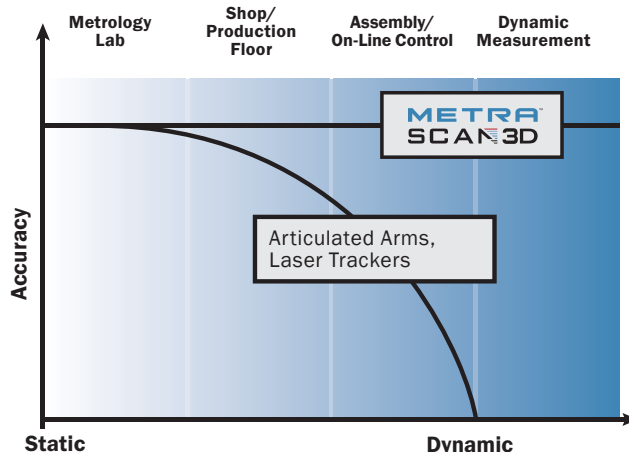 Metrology
Lab
Shop/
Production
Floor
Assembly/
On-Line Control
Dynamic
Measurement
METRA™
SCAN3D
Articulated Arms,
Laser Trackers
Accuracy
Static
Dynamic